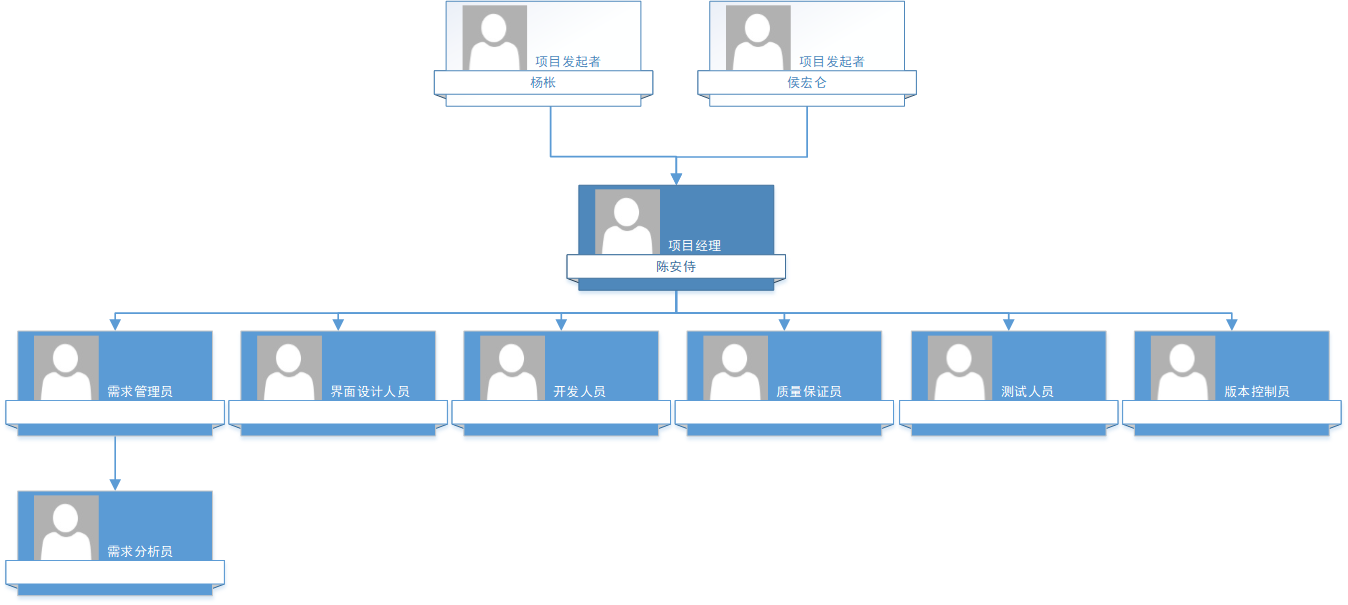 项目发起者
杨枨
项目发起者
侯宏仑
项目经理
陈安侍
需求管理员
界面设计人员
开发人员
质量保证员
测试人员
版本控制员
需求分析员